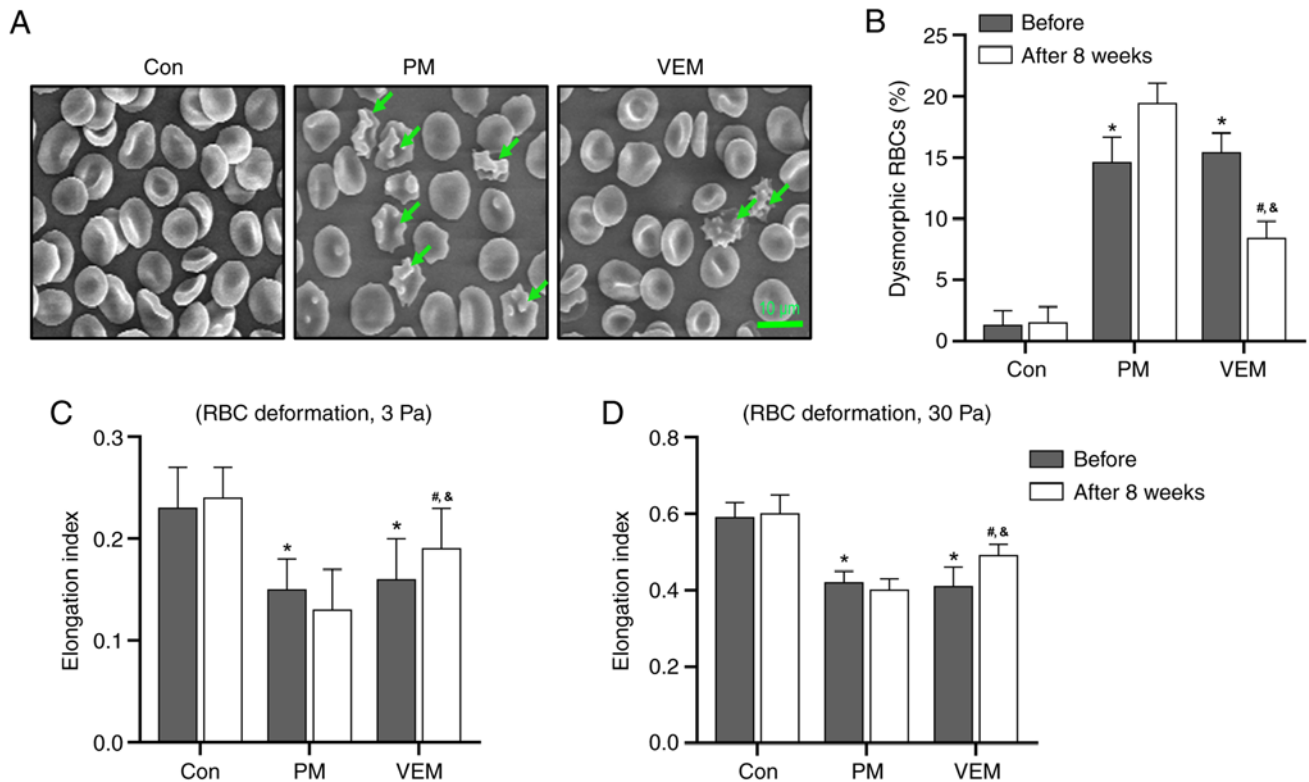 A
Con
PM
VEM
10 μm
B
Before
After 8 weeks
Dysmorphic RBCs (%)
25
20
15
10
5
0
*
*
#, &
Con
PM
VEM
C
(RBC deformation, 3 Pa)
Elongation index
0.3
0.2
0.1
0.0
*
*
#, &
Con
PM
VEM
D
(RBC deformation, 30 Pa)
Elongation index
0.8
0.6
0.4
0.2
0.0
*
*
#, &
Con
PM
VEM
Before
After 8 weeks